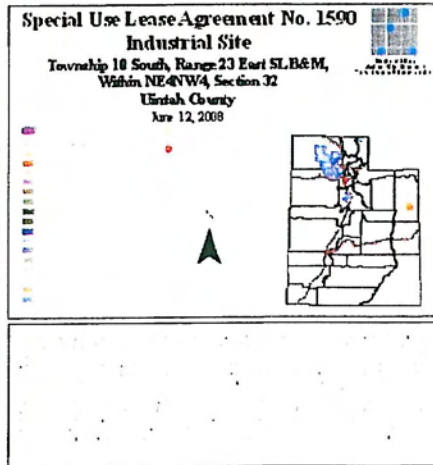 Special Use Lease Agreement No. 1590
Industrial Site
Township 10 South, Range 23 East SLB&M,
Within NE4NW4, Section 32
Uintah County
June 12, 2008